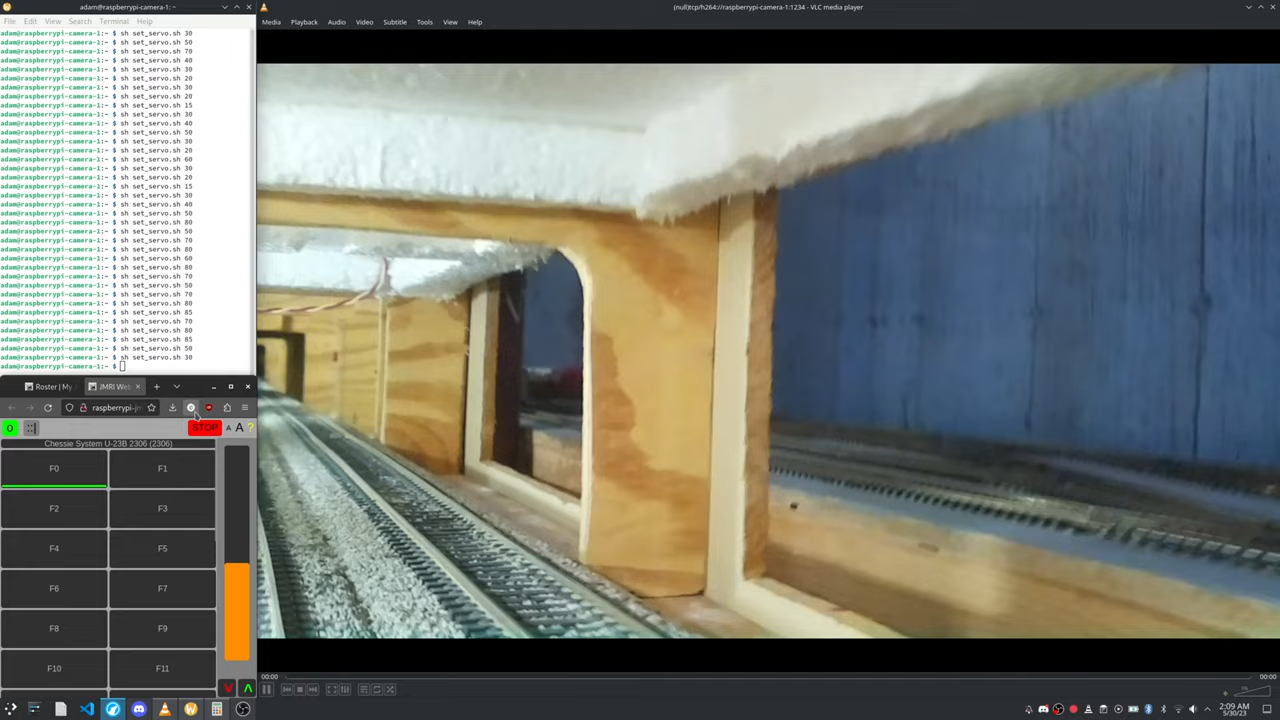 adam@raspberrypi-camera-1: ~
File Edit View Search Terminal Help
adam@raspberrypi-camera-1:~ $ sh set_servo.sh 30
adam@raspberrypi-camera-1:~ $ sh set_servo.sh 50
adam@raspberrypi-camera-1:~ $ sh set_servo.sh 70
adam@raspberrypi-camera-1:~ $ sh set_servo.sh 40
adam@raspberrypi-camera-1:~ $ sh set_servo.sh 30
adam@raspberrypi-camera-1:~ $ sh set_servo.sh 20
adam@raspberrypi-camera-1:~ $ sh set_servo.sh 30
adam@raspberrypi-camera-1:~ $ sh set_servo.sh 20
adam@raspberrypi-camera-1:~ $ sh set_servo.sh 15
adam@raspberrypi-camera-1:~ $ sh set_servo.sh 30
adam@raspberrypi-camera-1:~ $ sh set_servo.sh 40
adam@raspberrypi-camera-1:~ $ sh set_servo.sh 50
adam@raspberrypi-camera-1:~ $ sh set_servo.sh 30
adam@raspberrypi-camera-1:~ $ sh set_servo.sh 20
adam@raspberrypi-camera-1:~ $ sh set_servo.sh 60
adam@raspberrypi-camera-1:~ $ sh set_servo.sh 30
adam@raspberrypi-camera-1:~ $ sh set_servo.sh 20
adam@raspberrypi-camera-1:~ $ sh set_servo.sh 15
adam@raspberrypi-camera-1:~ $ sh set_servo.sh 30
adam@raspberrypi-camera-1:~ $ sh set_servo.sh 40
adam@raspberrypi-camera-1:~ $ sh set_servo.sh 50
adam@raspberrypi-camera-1:~ $ sh set_servo.sh 80
adam@raspberrypi-camera-1:~ $ sh set_servo.sh 50
adam@raspberrypi-camera-1:~ $ sh set_servo.sh 70
adam@raspberrypi-camera-1:~ $ sh set_servo.sh 80
adam@raspberrypi-camera-1:~ $ sh set_servo.sh 60
adam@raspberrypi-camera-1:~ $ sh set_servo.sh 80
adam@raspberrypi-camera-1:~ $ sh set_servo.sh 70
adam@raspberrypi-camera-1:~ $ sh set_servo.sh 50
adam@raspberrypi-camera-1:~ $ sh set_servo.sh 70
adam@raspberrypi-camera-1:~ $ sh set_servo.sh 80
adam@raspberrypi-camera-1:~ $ sh set_servo.sh 85
adam@raspberrypi-camera-1:~ $ sh set_servo.sh 70
adam@raspberrypi-camera-1:~ $ sh set_servo.sh 80
adam@raspberrypi-camera-1:~ $ sh set_servo.sh 85
adam@raspberrypi-camera-1:~ $ sh set_servo.sh 50
adam@raspberrypi-camera-1:~ $ sh set_servo.sh 30
adam@raspberrypi-camera-1:~ $
Roster | My JMRI Web
raspberrypi-jm
STOP A A ?
Chessie System U-23B 2306 (2306)
F0 F1
F2 F3
F4 F5
F6 F7
F8 F9
F10 F11
(null)tcp/h264://raspberrypi-camera-1:1234 - VLC media player
Media Playback Audio Video Subtitle Tools View Help
00:00 00:00
2:09 AM
5/30/23